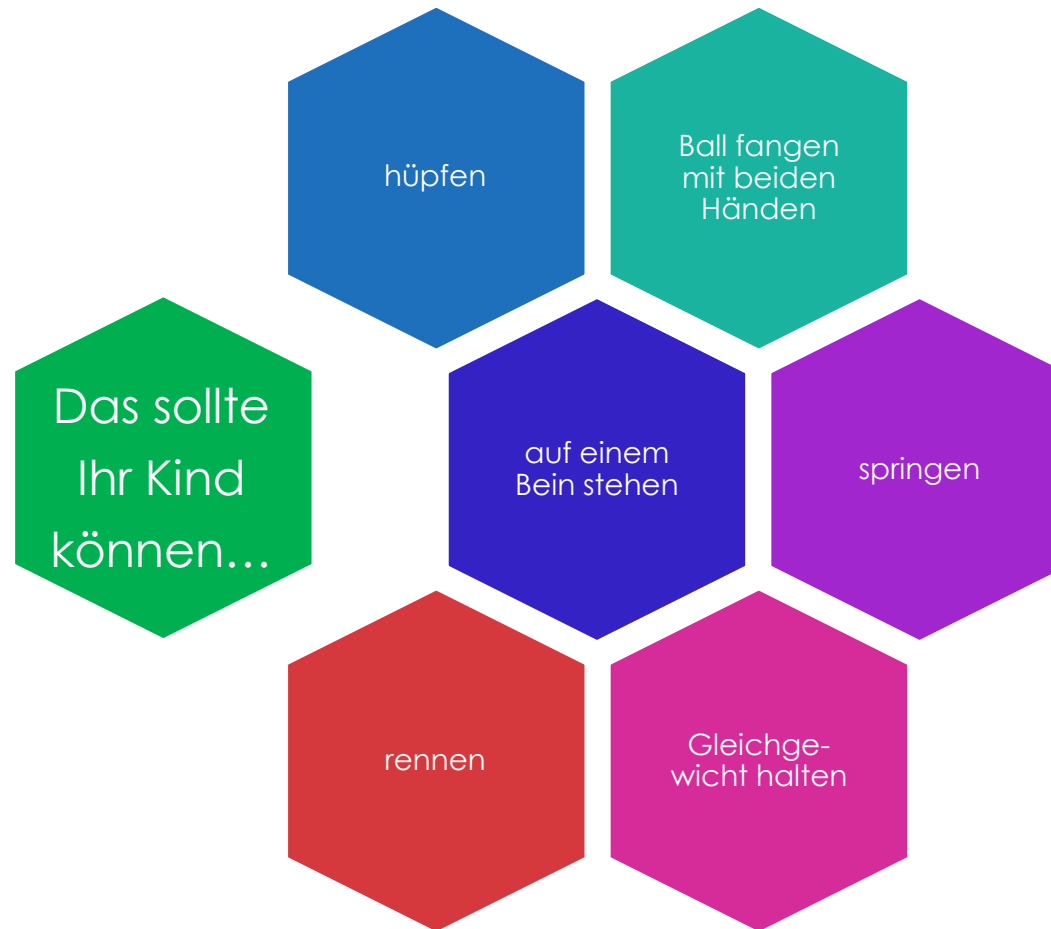 Das sollte
Ihr Kind
können…
hüpfen
Ball fangen
mit beiden
Händen
auf einem
Bein stehen
springen
rennen
Gleichge-
wicht halten